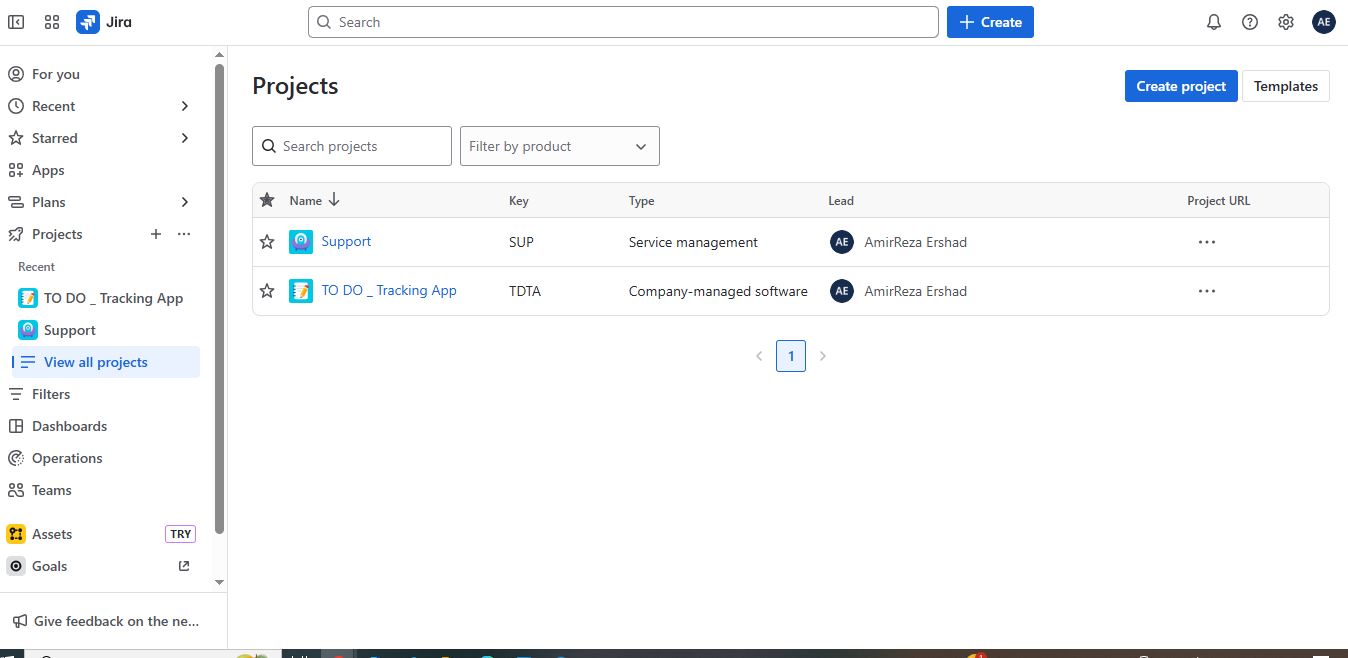 Jira
Search
Create
AE
For you
Recent
Starred
Apps
Plans
Projects
Recent
TO DO _ Tracking App
Support
View all projects
Filters
Dashboards
Operations
Teams
Assets TRY
Goals
Give feedback on the ne...
Projects
Create project Templates
Search projects Filter by product
Name Key Type Lead Project URL
Support SUP Service management AE AmirReza Ershad
TO DO _ Tracking App TDTA Company-managed software AE AmirReza Ershad
1